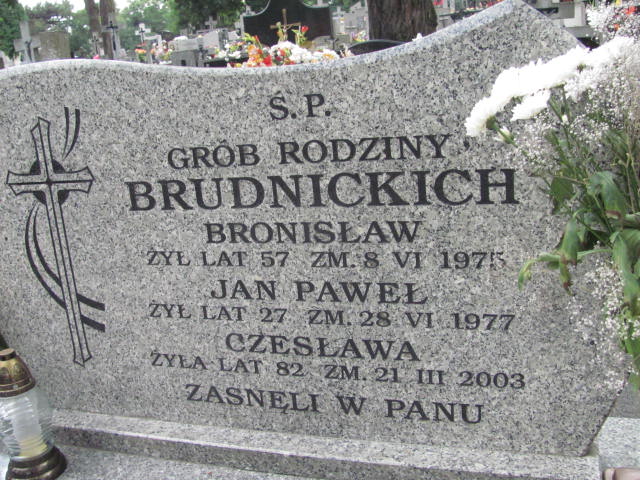 Ś.P.
GRÓB RODZINY
BRUDNICKICH
BRONISŁAW
ŻYŁ LAT 57 ZM. 8 VI
JAN PAWEŁ
ŻYŁ LAT 27 ZM. 28 VI 1977
CZESŁAWA
ŻYŁA LAT 82 ZM. 21 III 2003
ZASNĘLI W PANU